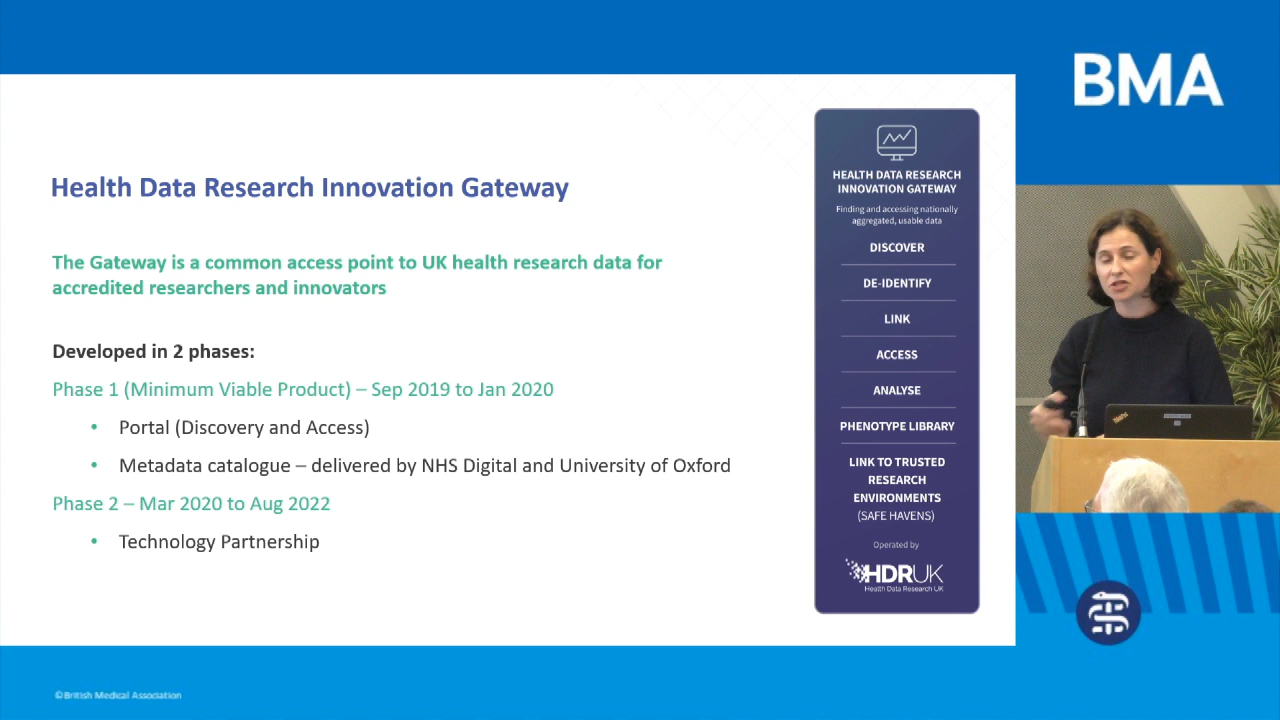 BMA
Health Data Research Innovation Gateway
The Gateway is a common access point to UK health research data for
accredited researchers and innovators
Developed in 2 phases:
Phase 1 (Minimum Viable Product) – Sep 2019 to Jan 2020
• Portal (Discovery and Access)
• Metadata catalogue – delivered by NHS Digital and University of Oxford
Phase 2 – Mar 2020 to Aug 2022
• Technology Partnership
HEALTH DATA RESEARCH
INNOVATION GATEWAY
Finding and accessing nationally
aggregated, usable data
DISCOVER
DE-IDENTIFY
LINK
ACCESS
ANALYSE
PHENOTYPE LIBRARY
LINK TO TRUSTED
RESEARCH
ENVIRONMENTS
(SAFE HAVENS)
Operated by
HDRUK
Health Data Research UK
ThinkPad
©British Medical Association